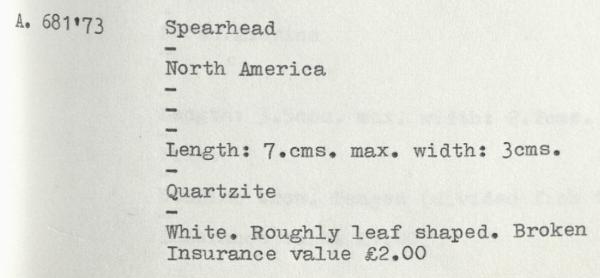 A. 681'73
Spearhead
-
North America
-
-
-
Length: 7.cms. max. width: 3cms.
-
Quartzite
-
White. Roughly leaf shaped. Broken
Insurance value £2.00